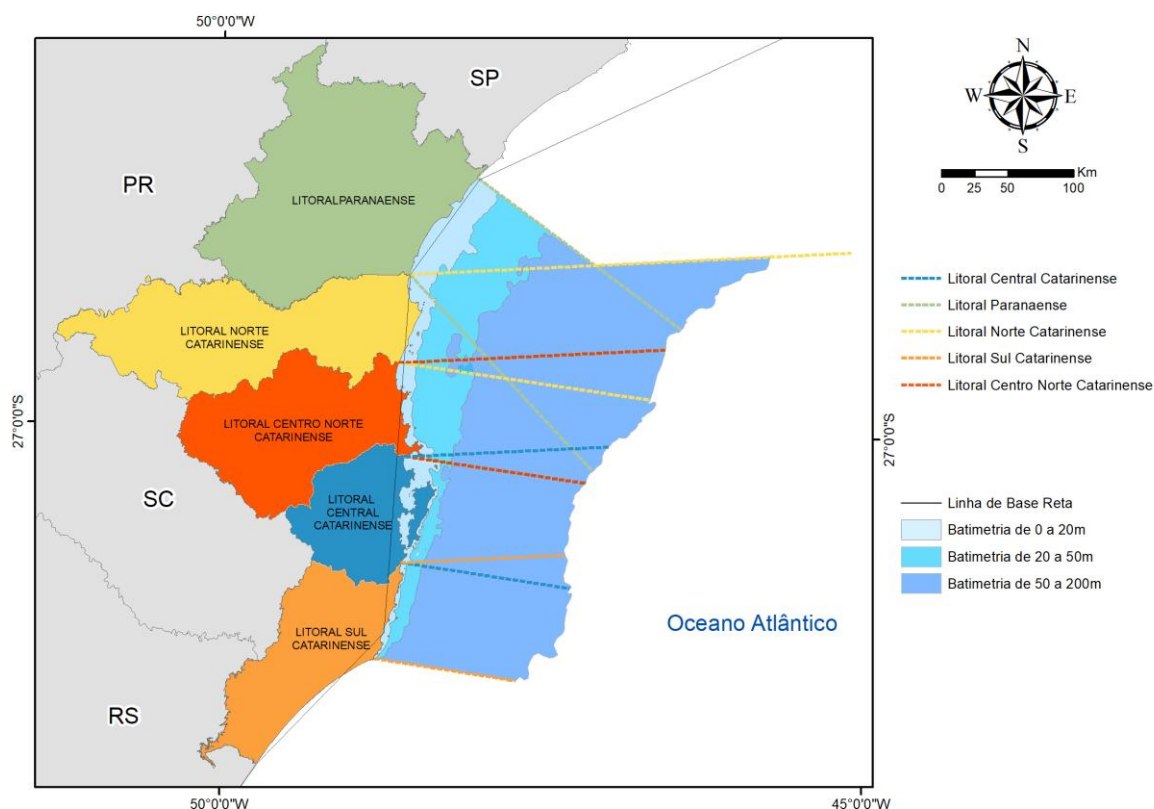 50°0'0"W
SP
PR
LITORALPARANAENSE
LITORAL NORTE
CATARINENSE
LITORAL CENTRO NORTE
CATARINENSE
27°0'0"S
27°0'0"S
SC
LITORAL
CENTRAL
CATARINENSE
LITORAL SUL
CATARINENSE
Oceano Atlântico
RS
50°0'0"W
45°0'0"W
N
W
E
S
Km
0
25
50
100
Litoral Central Catarinense
Litoral Paranaense
Litoral Norte Catarinense
Litoral Sul Catarinense
Litoral Centro Norte Catarinense
Linha de Base Reta
Batimetria de 0 a 20m
Batimetria de 20 a 50m
Batimetria de 50 a 200m